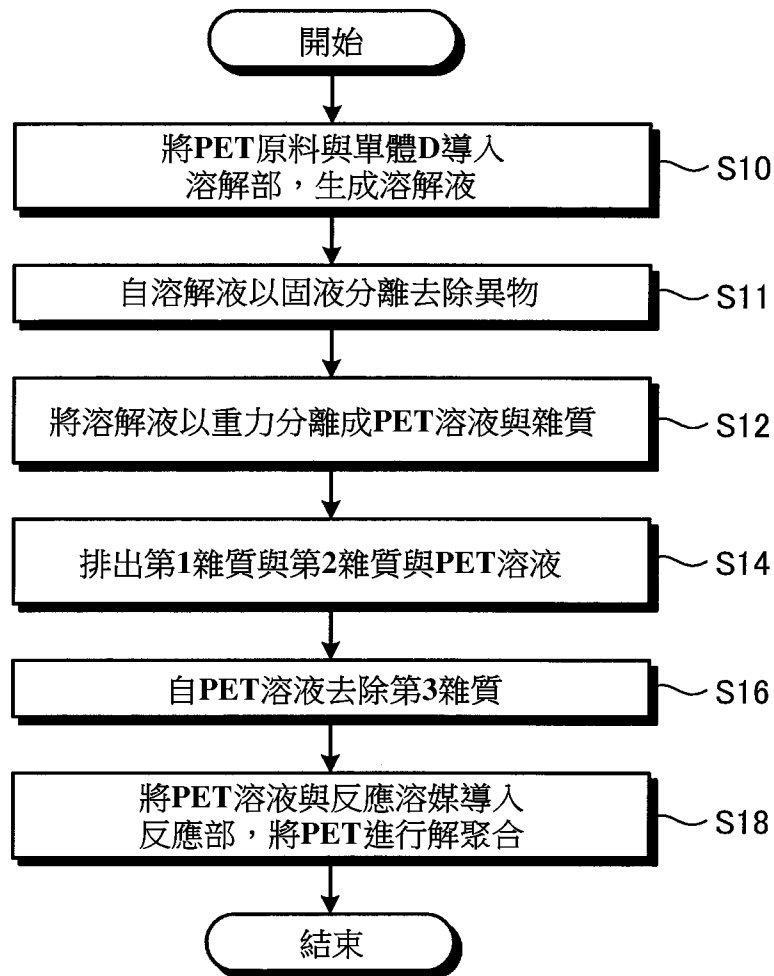 開始
將PET原料與單體D導入
溶解部，生成溶解液
S10
自溶解液以固液分離去除異物
S11
將溶解液以重力分離成PET溶液與雜質
S12
排出第1雜質與第2雜質與PET溶液
S14
自PET溶液去除第3雜質
S16
將PET溶液與反應溶媒導入
反應部，將PET進行解聚合
S18
結束